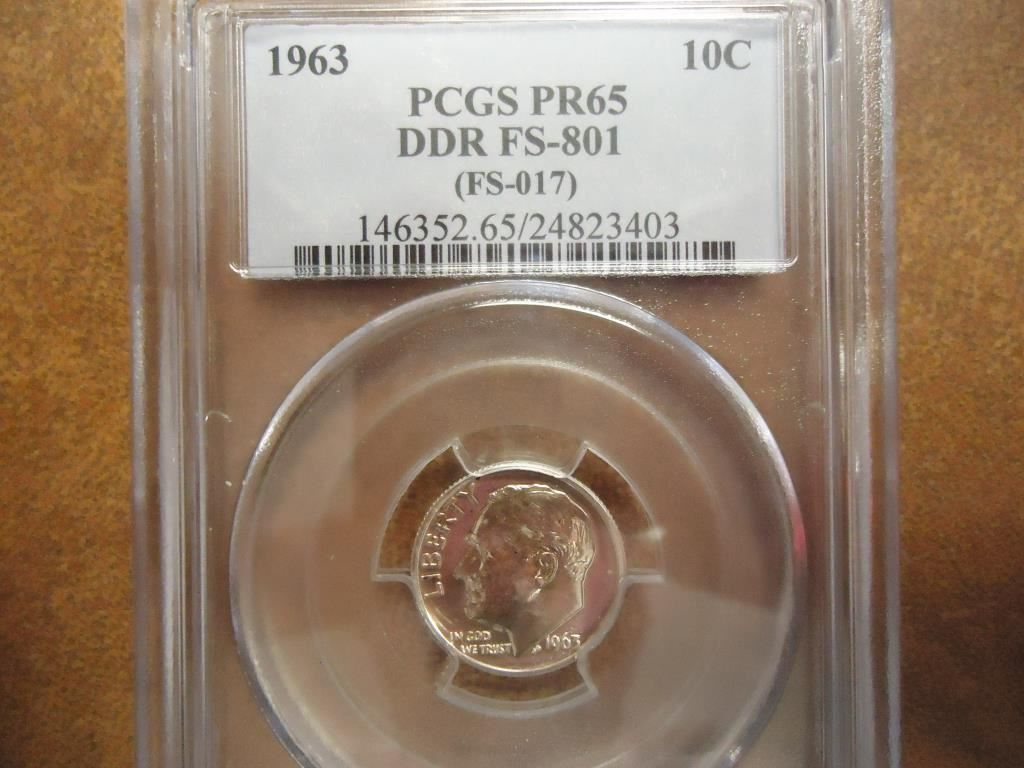 1963 10C
PCGS PR65
DDR FS-801
(FS-017)
146352.65/24823403
LIBERTY
IN GOD
WE TRUST
1963